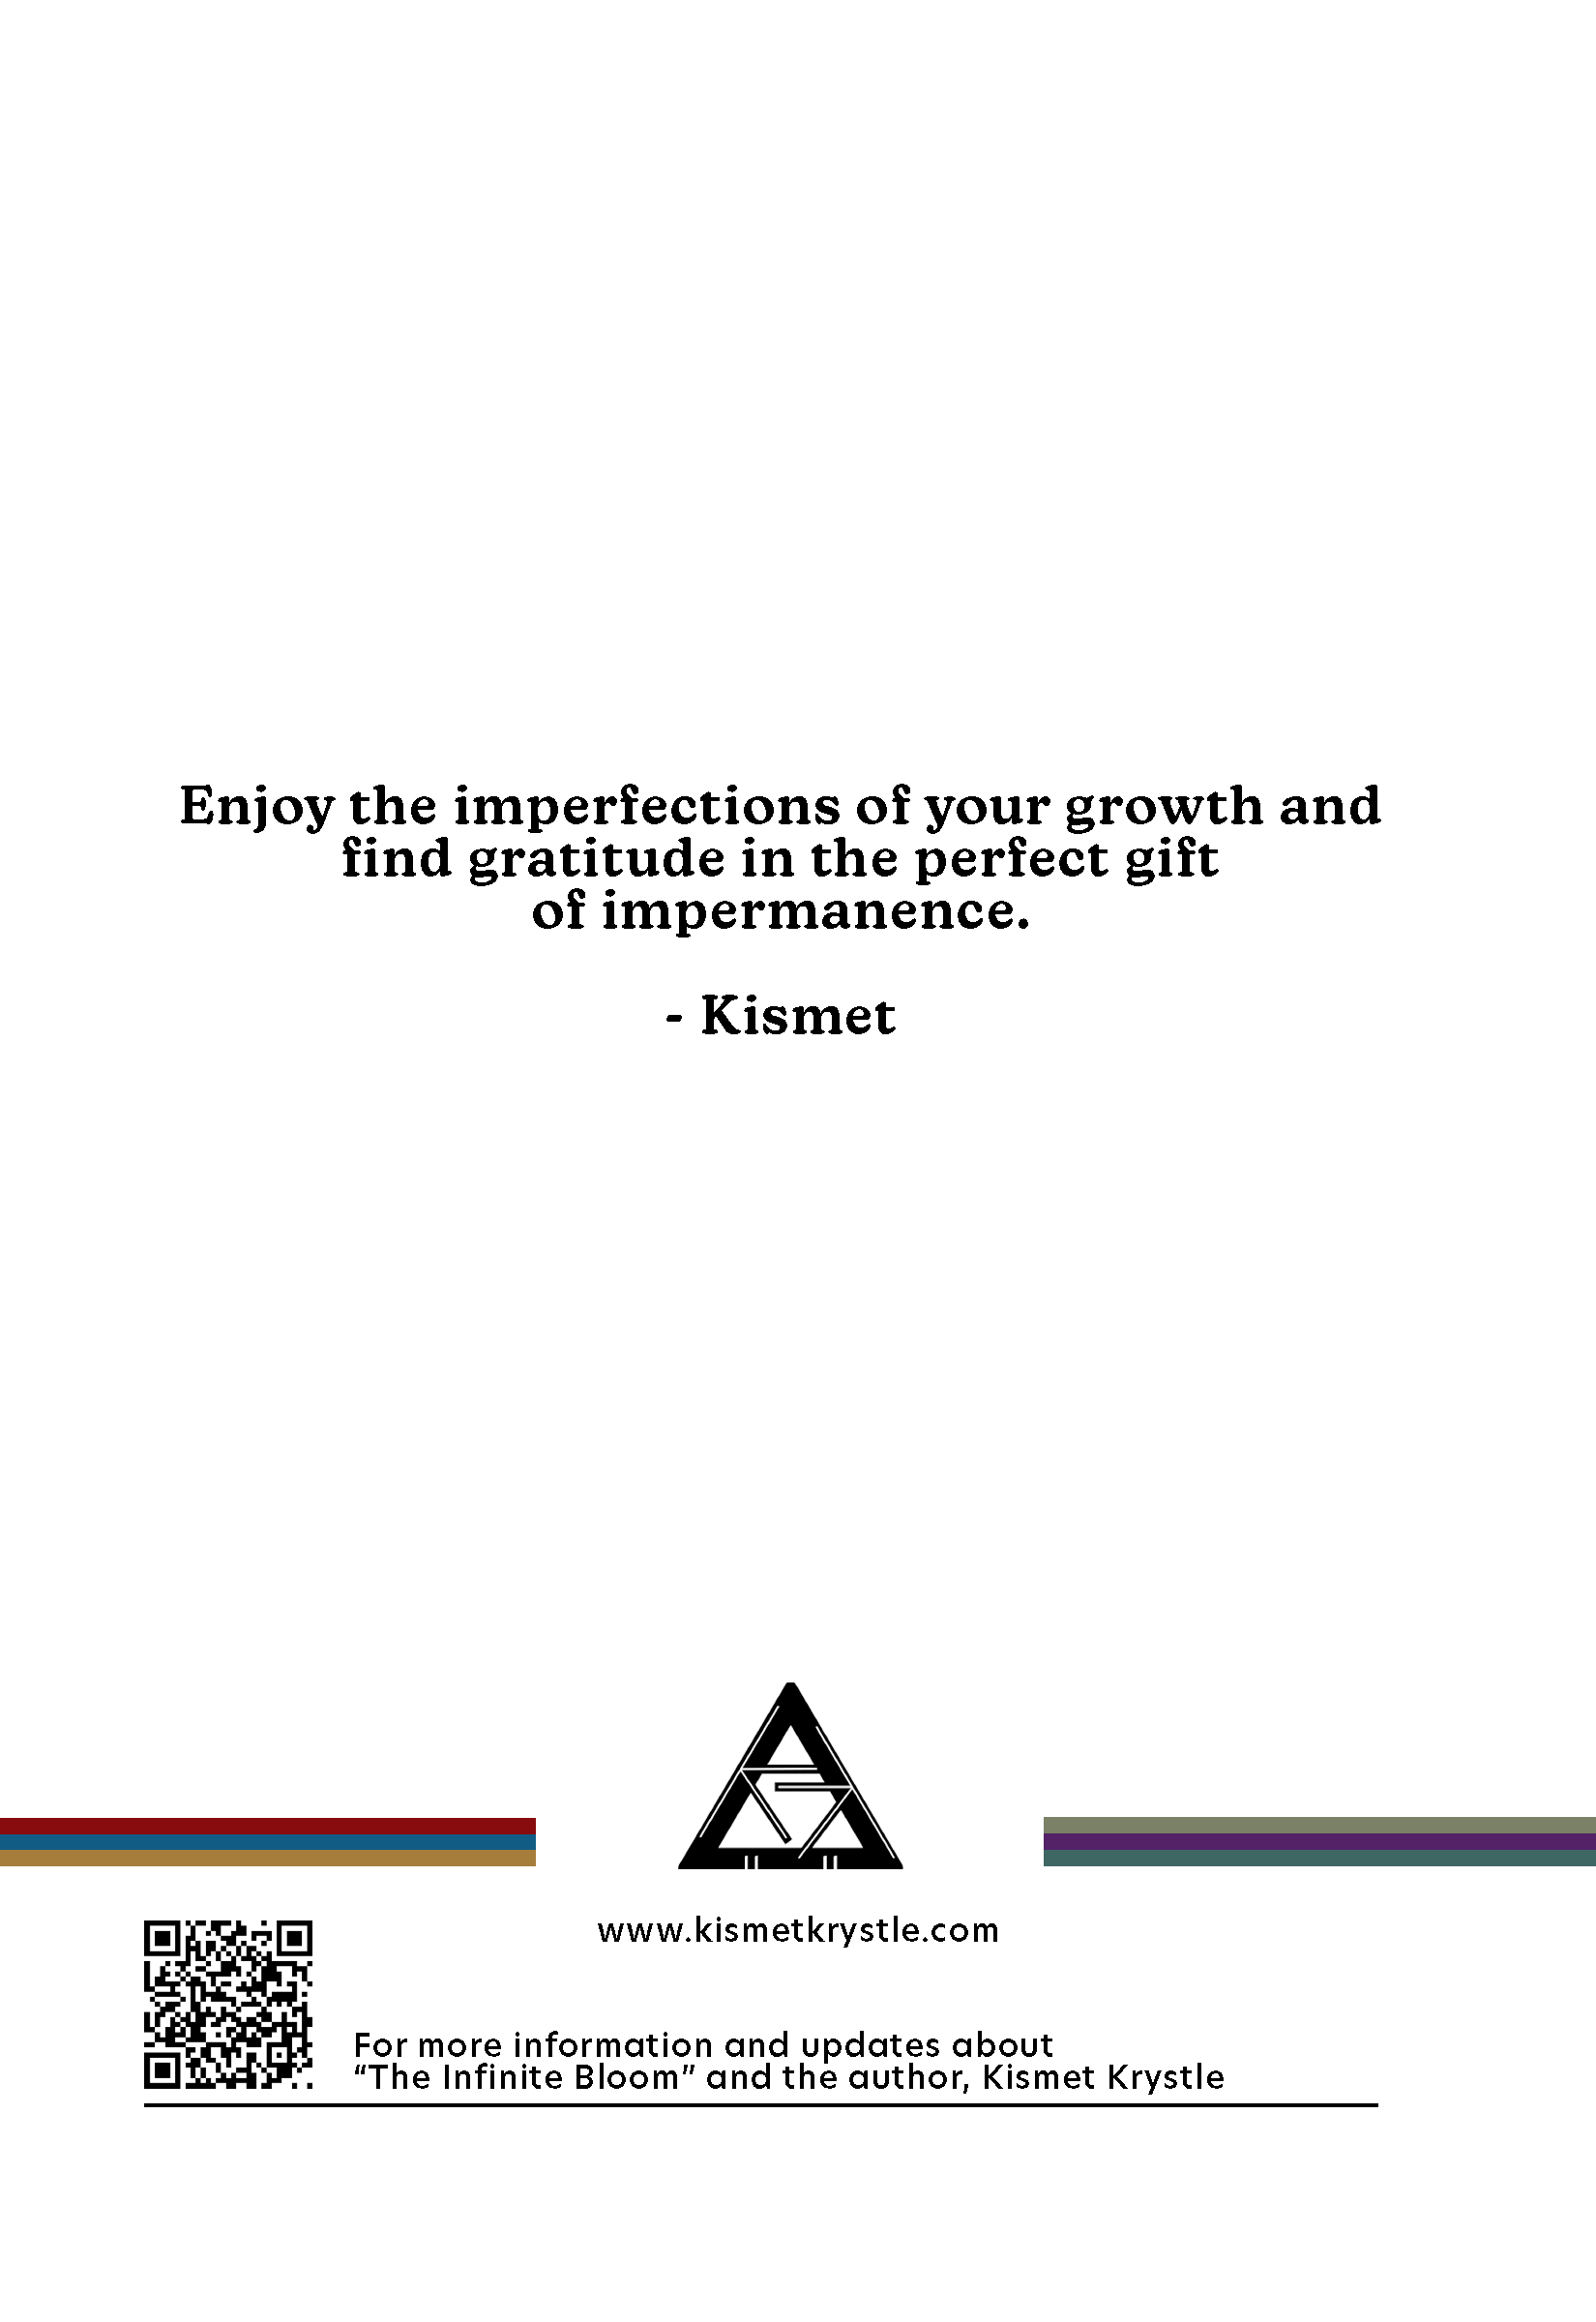 Enjoy the imperfections of your growth and
find gratitude in the perfect gift
of impermanence.
- Kismet
www.kismetkrystle.com
For more information and updates about
“The Infinite Bloom” and the author, Kismet Krystle